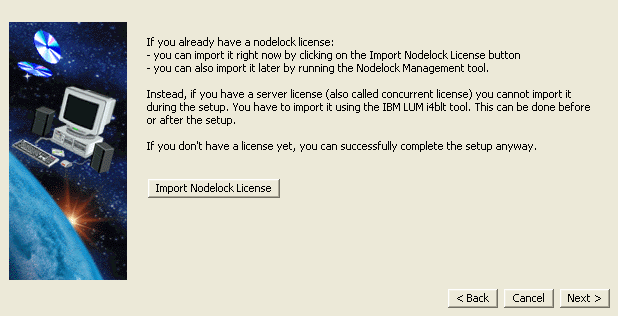 If you already have a nodelock license:
- you can import it right now by clicking on the Import Nodelock License button
- you can also import it later by running the Nodelock Management tool.
Instead, if you have a server license (also called concurrent license) you cannot import it
during the setup. You have to import it using the IBM LUM i4blt tool. This can be done before
or after the setup.
If you don't have a license yet, you can successfully complete the setup anyway.
Import Nodelock License
< Back Cancel Next >